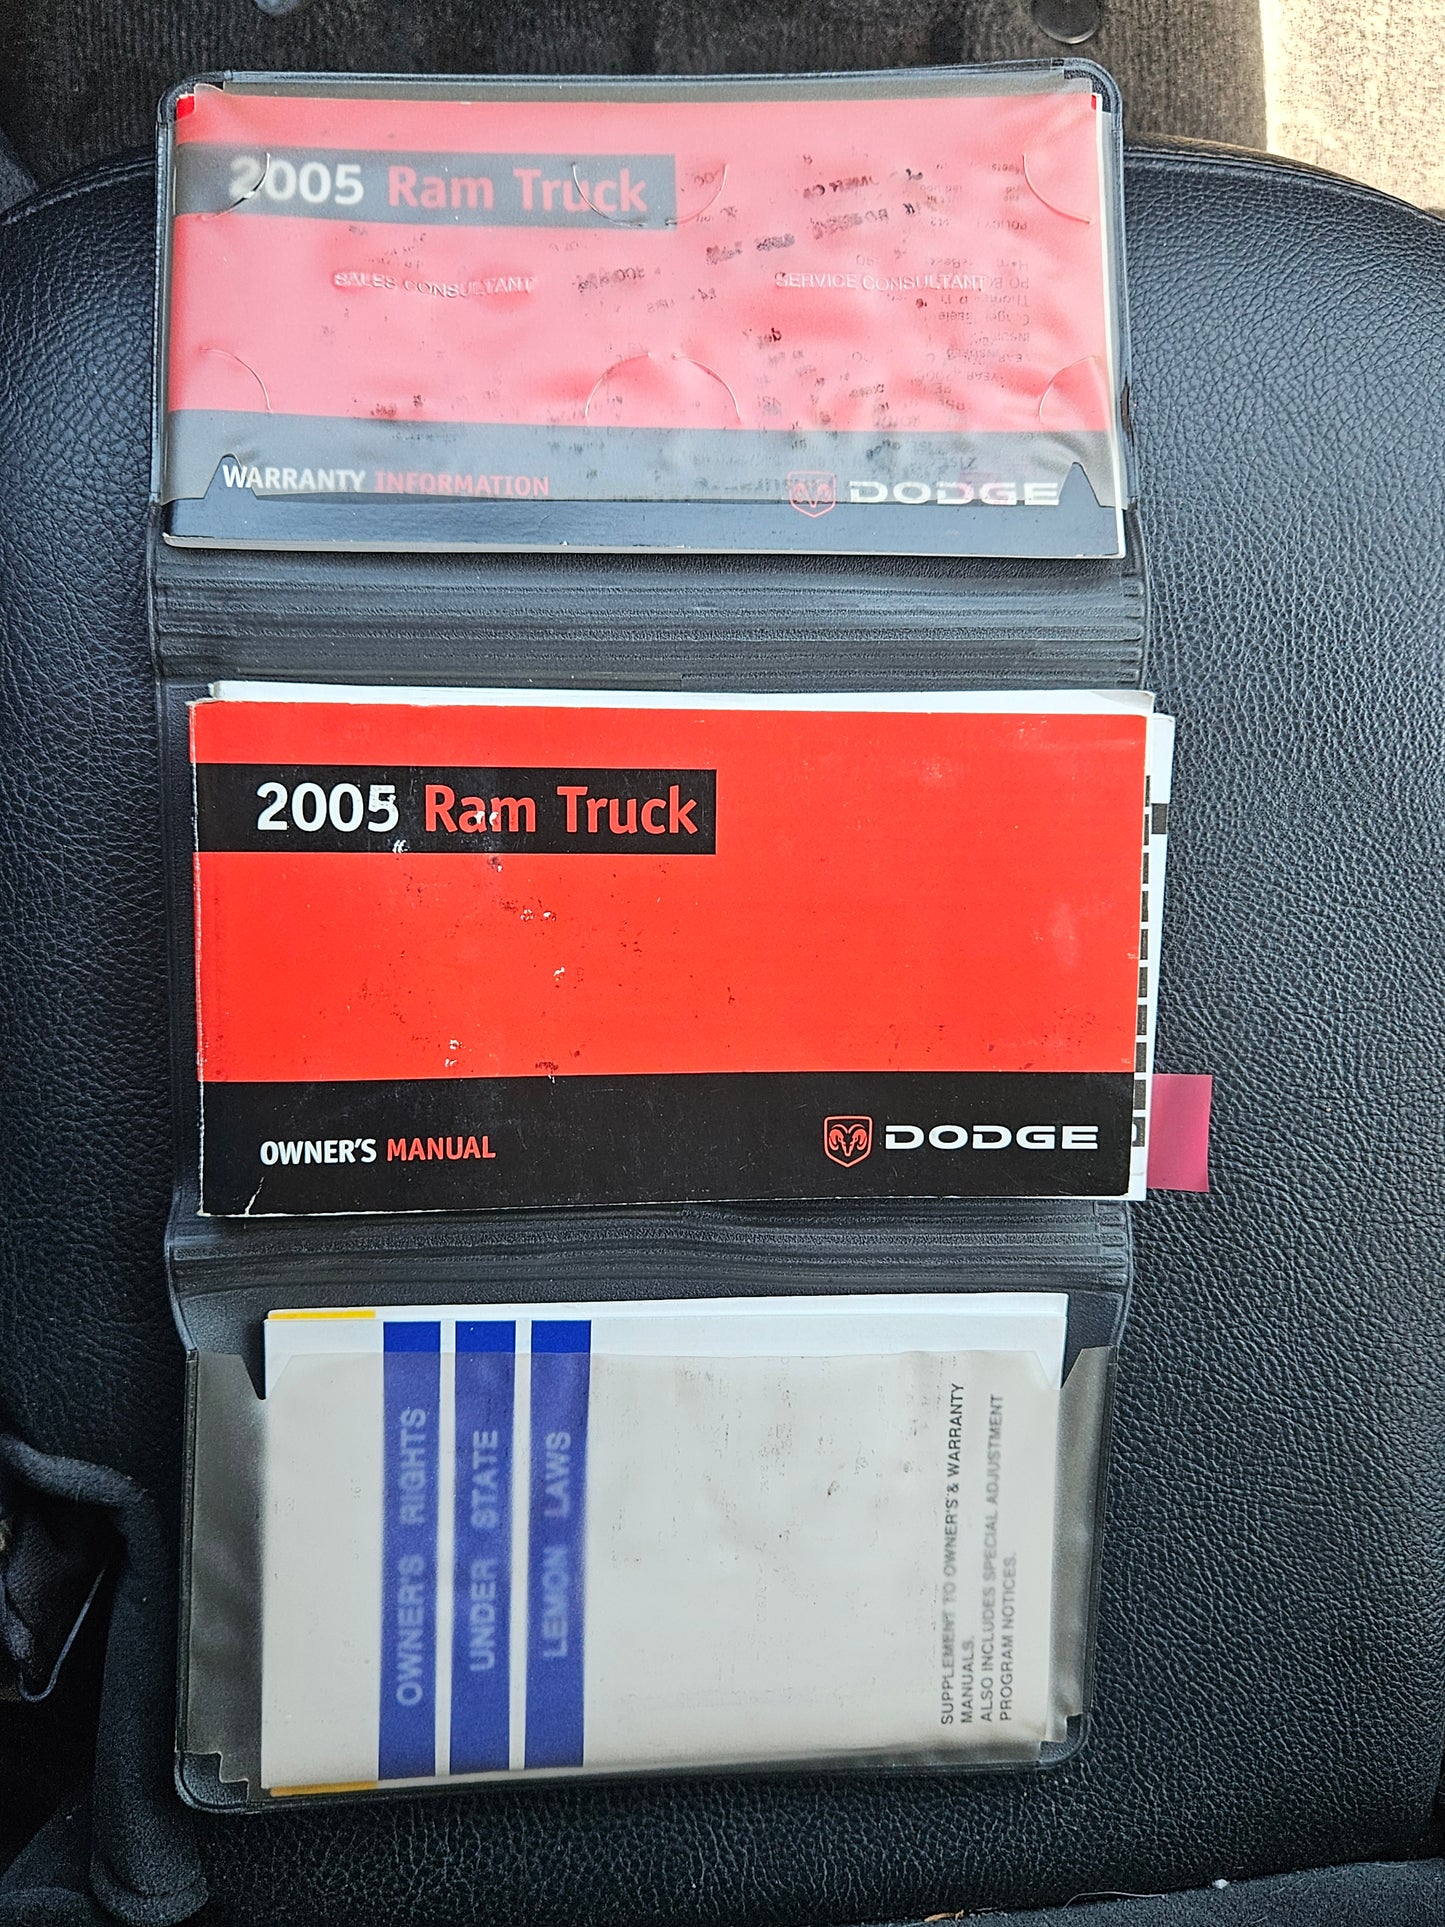 2005 Ram Truck
SALES CONSULTANT
SERVICE CONSULTANT
WARRANTY INFORMATION
DODGE
2005 Ram Truck
OWNER'S MANUAL
DODGE
OWNER'S RIGHTS
UNDER STATE
LEMON LAWS
SUPPLEMENT TO OWNER'S & WARRANTY
MANUALS.
ALSO INCLUDES SPECIAL ADJUSTMENT
PROGRAM NOTICES.